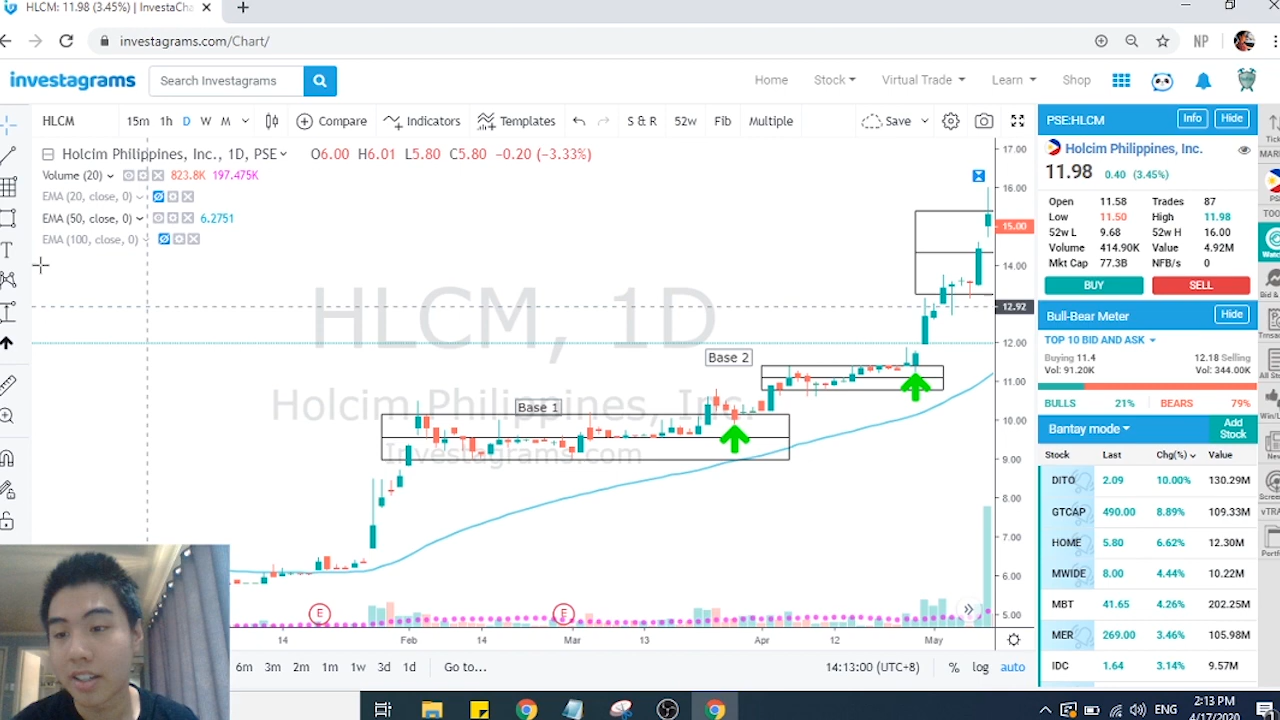 HLCM: 11.98 (3.45%) | InvestaCha
investagrams.com/Chart/
NP
investagrams
Search Investagrams
Home
Stock
Virtual Trade
Learn
Shop
HLCM
15m
1h
D
W
M
Compare
Indicators
Templates
S & R
52w
Fib
Multiple
Save
Holcim Philippines, Inc., 1D, PSE
O6.00 H6.01 L5.80 C5.80 −0.20 (−3.33%)
Volume (20)
823.8K 197.475K
EMA (20, close, 0)
EMA (50, close, 0)
6.2751
EMA (100, close, 0)
HLCM, 1D
Holcim Philippines, Inc.
Investagrams.com
Base 1
Base 2
17.00
16.00
15.00
14.00
12.92
12.00
11.00
10.00
9.00
8.00
7.00
6.00
5.00
E
E
14
Feb
14
Mar
13
Apr
12
May
6m
3m
2m
1m
1w
3d
1d
Go to...
14:13:00 (UTC+8)
%
log
auto
PSE:HLCM
Info
Hide
Holcim Philippines, Inc.
11.98 0.40 (3.45%)
Open 11.58 Trades 87
Low 11.50 High 11.98
52w L 9.68 52w H 16.00
Volume 414.90K Value 4.92M
Mkt Cap 77.3B NFB/s 0
BUY
SELL
Bull-Bear Meter
Hide
TOP 10 BID AND ASK
Buying 11.4 12.18 Selling
Vol: 91.20K Vol: 344.00K
BULLS 21% BEARS 79%
Bantay mode
Add Stock
Stock Last Chg(%) Value
DITO 2.09 10.00% 130.29M
GTCAP 490.00 8.89% 109.33M
HOME 5.80 6.62% 12.30M
MWIDE 8.00 4.44% 10.22M
MBT 41.65 4.26% 202.25M
MER 269.00 3.46% 105.98M
IDC 1.64 3.14% 9.57M
ENG
2:13 PM